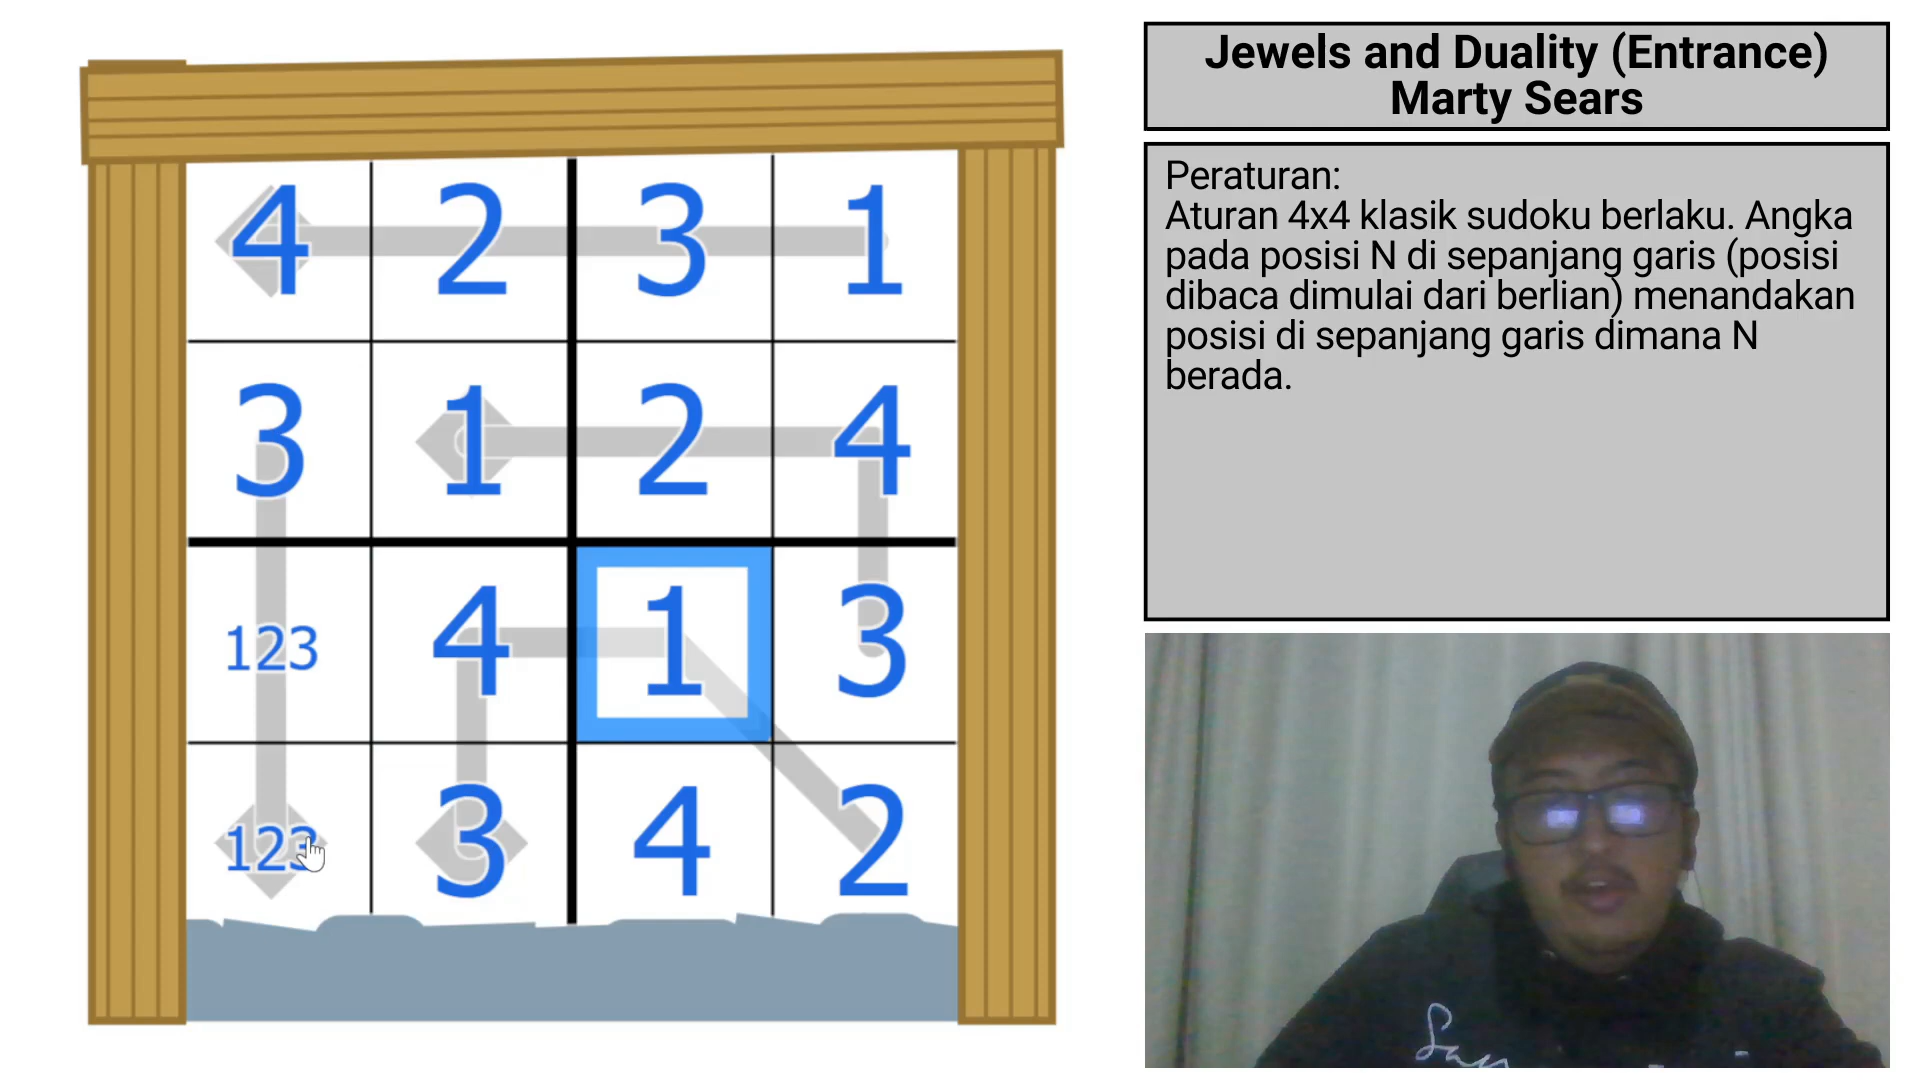 Jewels and Duality (Entrance)
Marty Sears
Peraturan:
Aturan 4x4 klasik sudoku berlaku. Angka
pada posisi N di sepanjang garis (posisi
dibaca dimulai dari berlian) menandakan
posisi di sepanjang garis dimana N
berada.
4 2 3 1
3 1 2 4
123 4 1 3
123 3 4 2